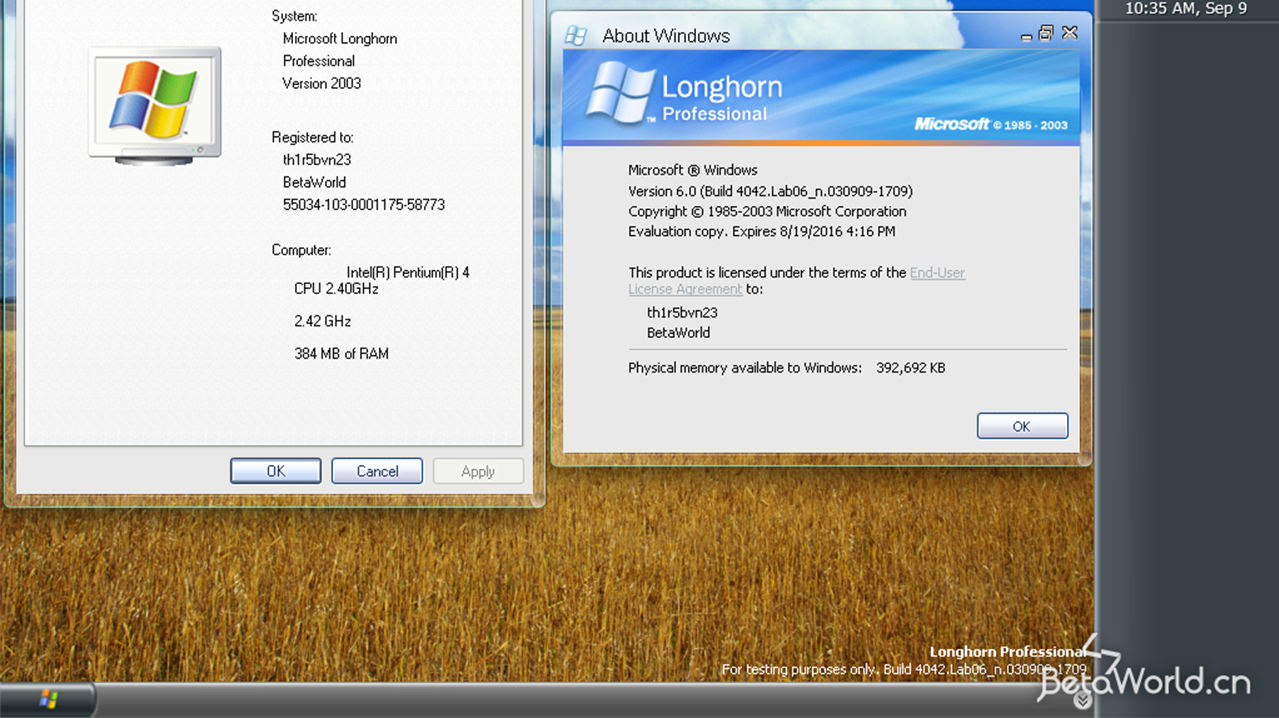 System:
Microsoft Longhorn
Professional
Version 2003
Registered to:
th1r5bvn23
BetaWorld
55034-103-0001175-58773
Computer:
Intel(R) Pentium(R) 4
CPU 2.40GHz
2.42 GHz
384 MB of RAM
OK
Cancel
Apply
About Windows
Longhorn
Professional
™
Microsoft © 1985 - 2003
Microsoft ® Windows
Version 6.0 (Build 4042.Lab06_n.030909-1709)
Copyright © 1985-2003 Microsoft Corporation
Evaluation copy. Expires 8/19/2016 4:16 PM
This product is licensed under the terms of the End-User
License Agreement to:
th1r5bvn23
BetaWorld
Physical memory available to Windows: 392,692 KB
OK
10:35 AM, Sep 9
Longhorn Professional
For testing purposes only. Build 4042.Lab06_n.030909-1709
BetaWorld.cn